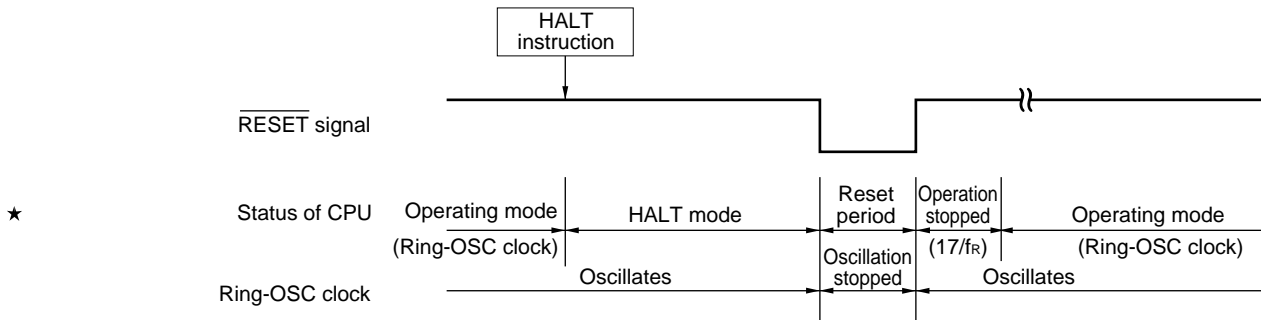 HALT
instruction
RESET signal
★ Status of CPU
Operating mode
(Ring-OSC clock)
HALT mode
Reset
period
Operation
stopped
(17/fR)
Operating mode
(Ring-OSC clock)
Ring-OSC clock
Oscillates
Oscillation
stopped
Oscillates